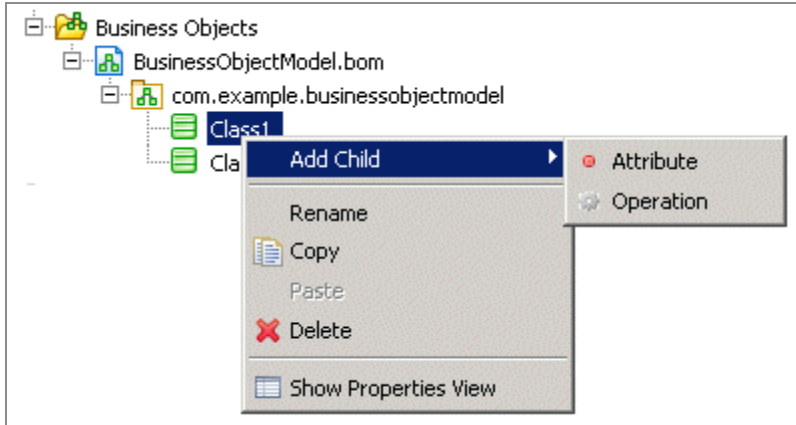 Business Objects
BusinessObjectModel.bom
com.example.businessobjectmodel
Class1
Cla
Add Child
Attribute
Operation
Rename
Copy
Paste
Delete
Show Properties View